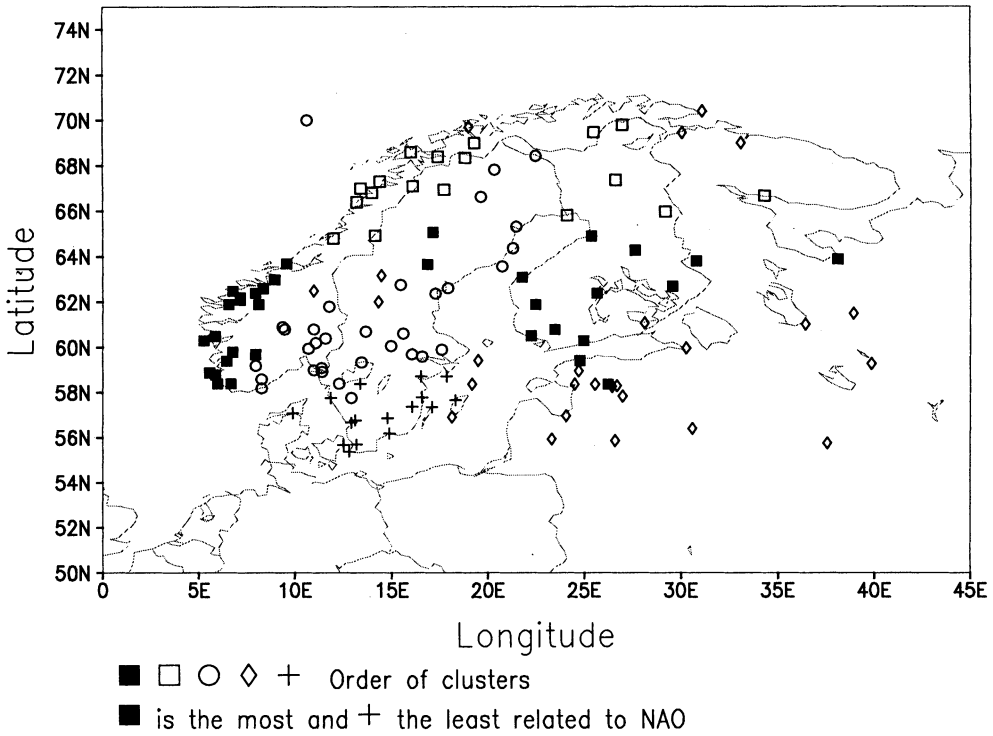 74N
72N
70N
68N
66N
64N
62N
60N
58N
56N
54N
52N
50N
Latitude
0 5E 10E 15E 20E 25E 30E 35E 40E 45E
Longitude
Order of clusters
is the most and + the least related to NAO